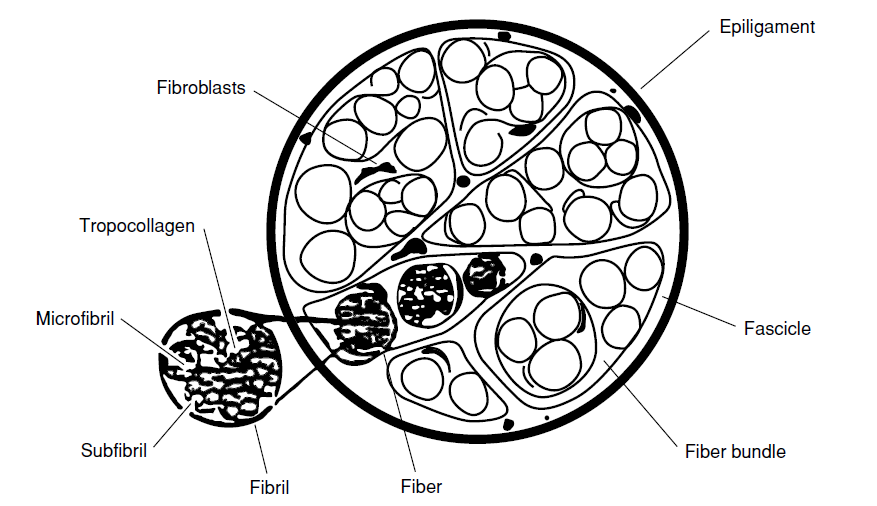 Epiligament
Fibroblasts
Tropocollagen
Microfibril
Fascicle
Subfibril
Fiber bundle
Fibril
Fiber